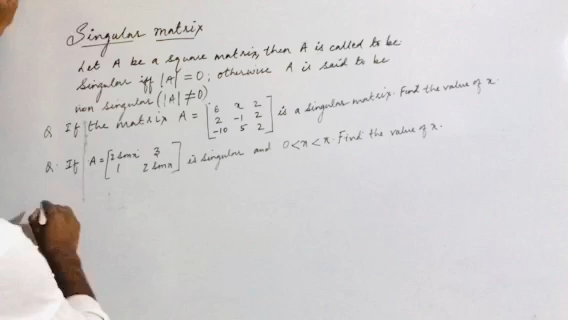 Singular matrix
Let A be a square matrix, then A is called to be
Singular iff |A| = 0; otherwise A is said to be
non singular (|A| ≠ 0)
Q If the matrix A = [6 x 2; 2 -1 2; -10 5 2] is a singular matrix. Find the value of x.
Q. If A = [2 sin x 3; 1 2 sin x] is singular and 0 < x < π. Find the value of x.